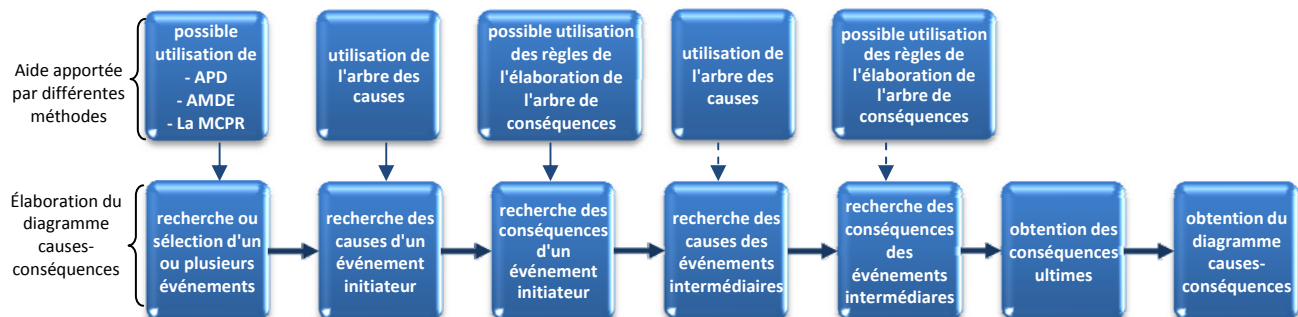 Aide apportée
par différentes
méthodes
possible
utilisation de
- APD
- AMDE
- La MCPR
utilisation de
l'arbre des
causes
possible utilisation
des règles de
l'élaboration de
l'arbre de
conséquences
utilisation de
l'arbre des
causes
possible utilisation
des règles de
l'élaboration de
l'arbre de
conséquences
Élaboration du
diagramme
causes-
conséquences
recherche ou
sélection d'un
ou plusieurs
événements
recherche des
causes d'un
événement
initiateur
recherche des
conséquences
d'un
événement
initiateur
recherche des
causes des
événements
intermédiaires
recherche des
conséquences
des
événements
intermédiares
obtention des
conséquences
ultimes
obtention du
diagramme
causes-
conséquences